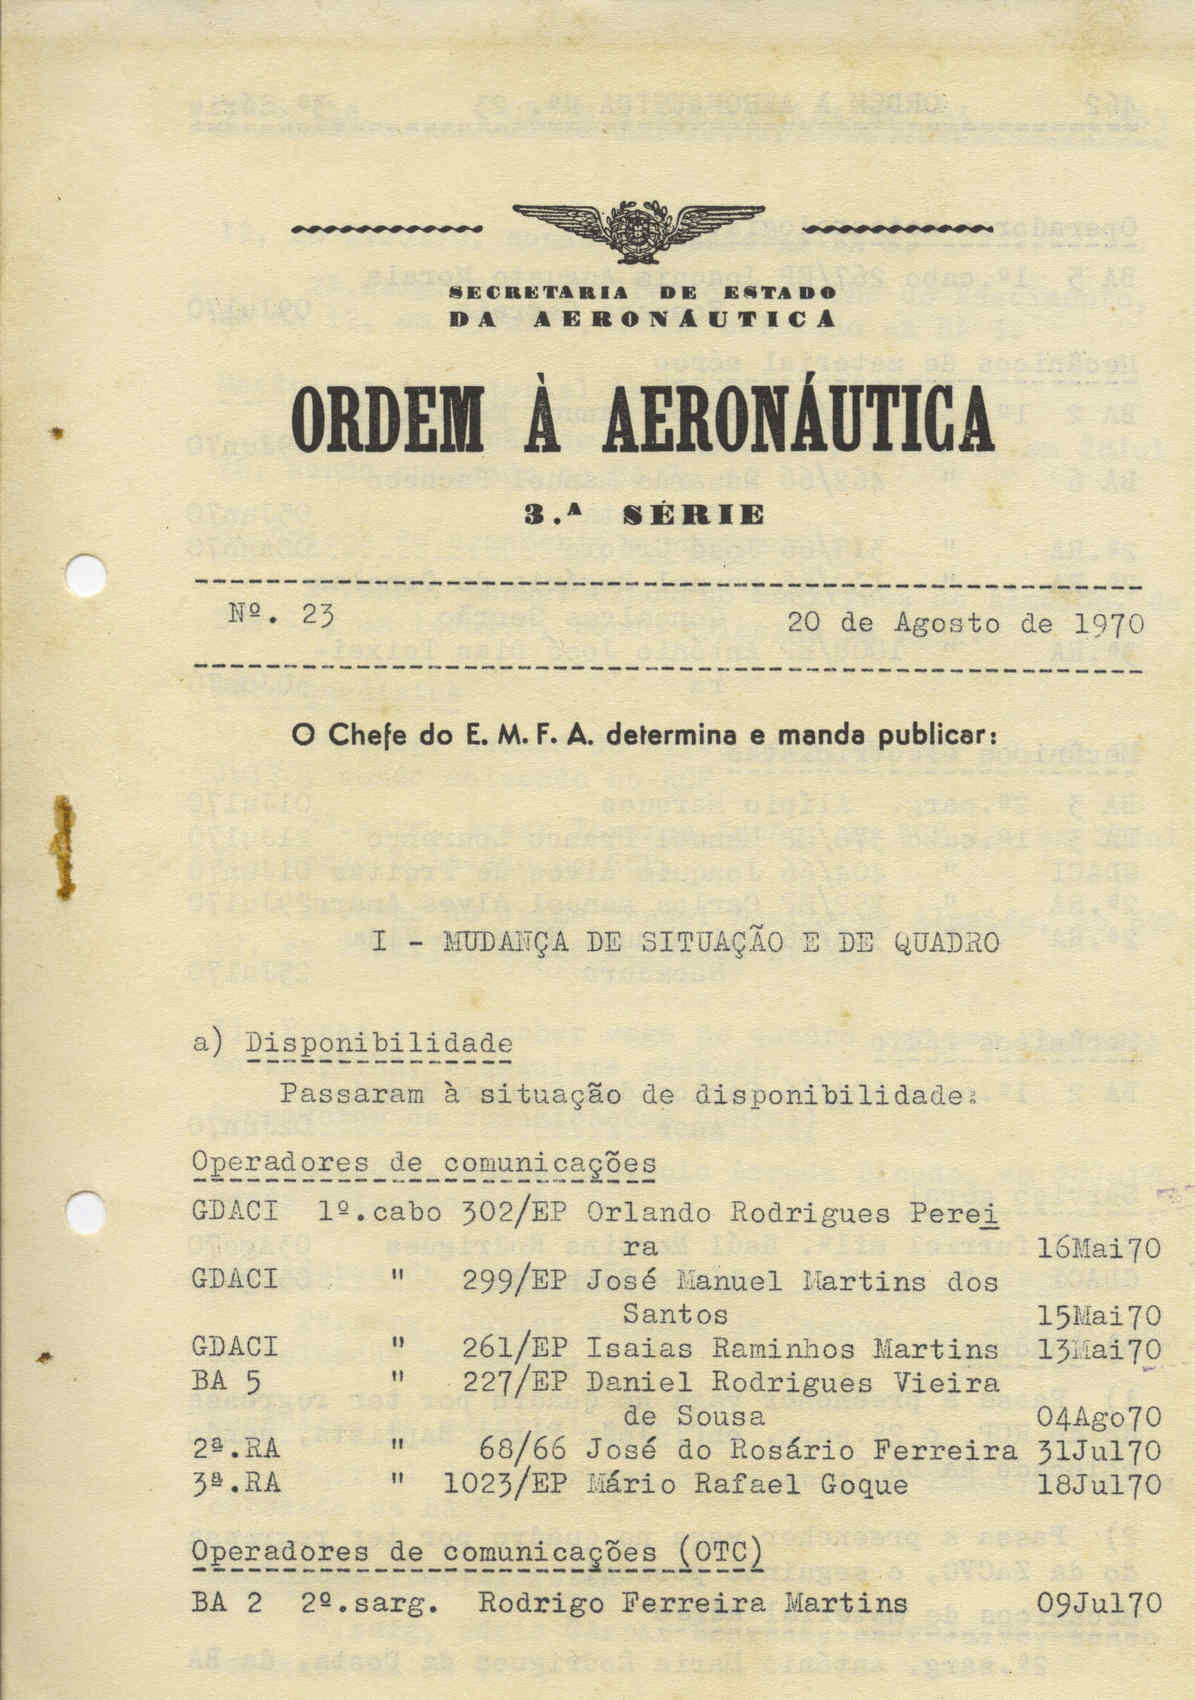 SECRETARIA DE ESTADO
DA AERONÁUTICA
ORDEM À AERONÁUTICA
3.ª SÉRIE
Nº. 23 20 de Agosto de 1970
O Chefe do E. M. F. A. determina e manda publicar:
I - MUDANÇA DE SITUAÇÃO E DE QUADRO
a) Disponibilidade
Passaram à situação de disponibilidade:
Operadores de comunicações
GDACI 1º.cabo 302/EP Orlando Rodrigues Perei
ra 16Mai70
GDACI " 299/EP José Manuel Martins dos
Santos 15Mai70
GDACI " 261/EP Isaias Raminhos Martins 13Mai70
BA 5 " 227/EP Daniel Rodrigues Vieira
de Sousa 04Ago70
2ª.RA " 68/66 José do Rosário Ferreira 31Jul70
3ª.RA " 1023/EP Mário Rafael Goque 18Jul70
Operadores de comunicações (OTC)
BA 2 2º.sarg. Rodrigo Ferreira Martins 09Jul70